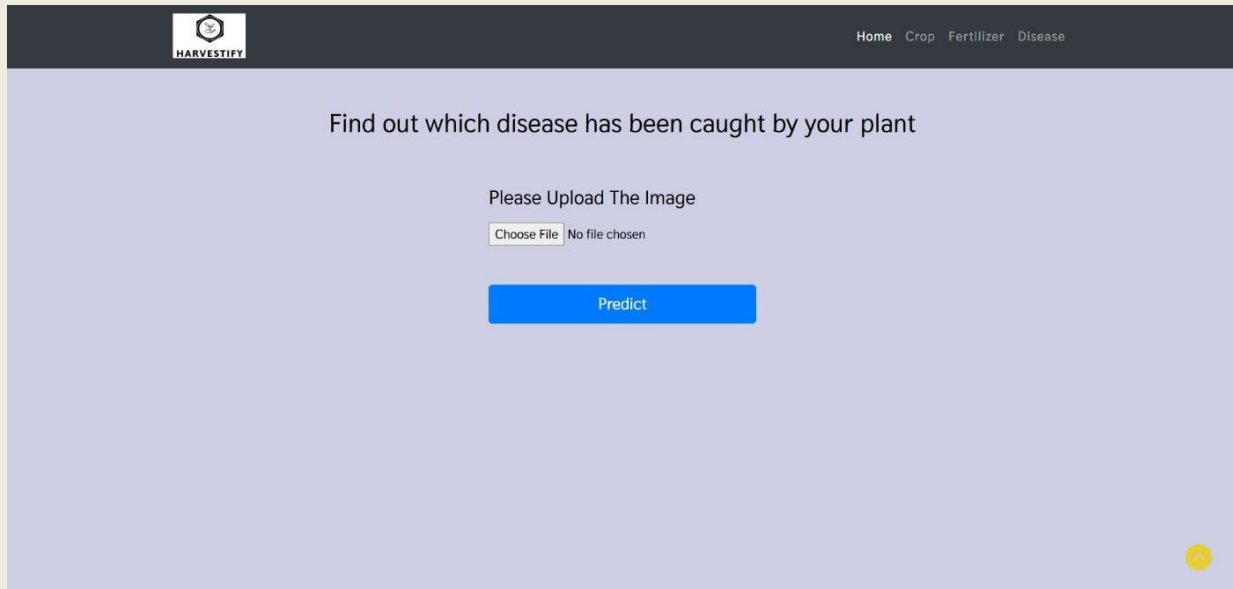 HARVESTIFY
Home Crop Fertilizer Disease
Find out which disease has been caught by your plant
Please Upload The Image
Choose File No file chosen
Predict